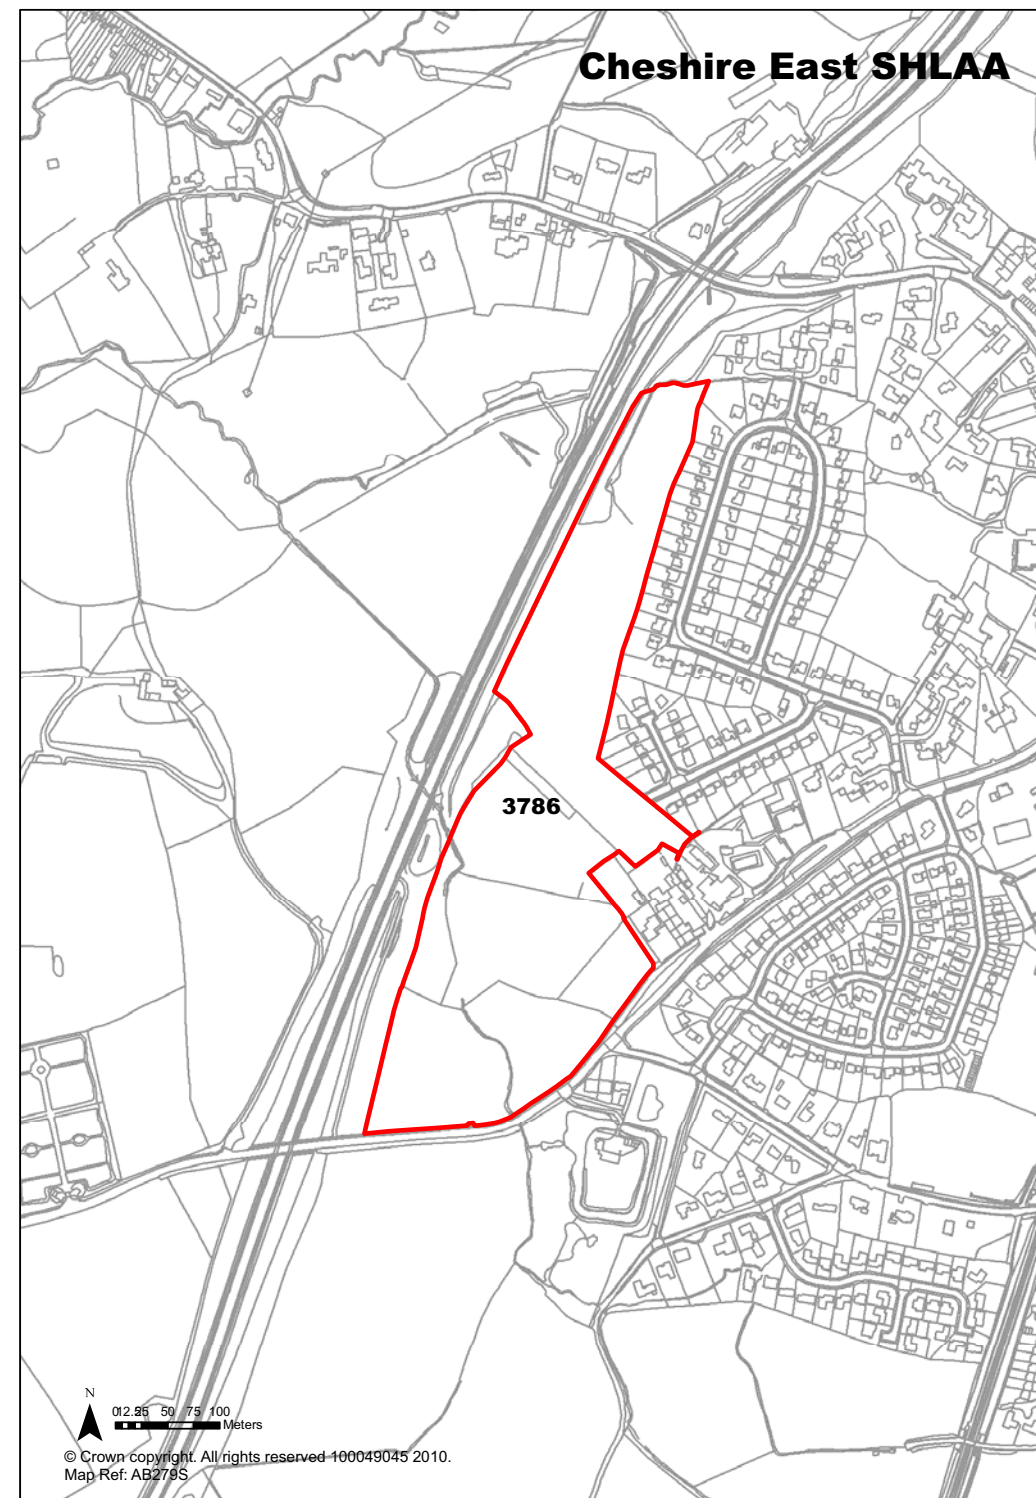 Cheshire East SHLAA
3786
N
0 12.5 25 50 75 100
Meters
© Crown copyright. All rights reserved 100049045 2010.
Map Ref: AB279S